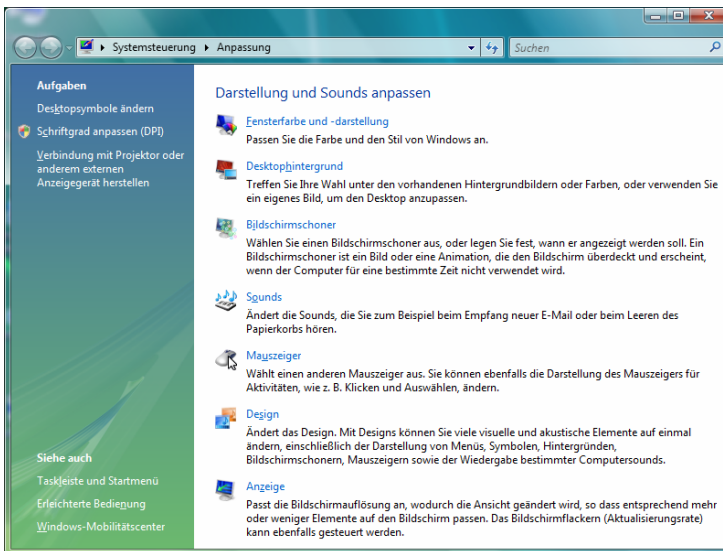 Systemsteuerung ▸ Anpassung
Suchen
Aufgaben
Desktopsymbole ändern
Schriftgrad anpassen (DPI)
Verbindung mit Projektor oder
anderem externen
Anzeigegerät herstellen
Siehe auch
Taskleiste und Startmenü
Erleichterte Bedienung
Windows-Mobilitätscenter
Darstellung und Sounds anpassen
Fensterfarbe und -darstellung
Passen Sie die Farbe und den Stil von Windows an.
Desktophintergrund
Treffen Sie Ihre Wahl unter den vorhandenen Hintergrundbildern oder Farben, oder verwenden Sie
ein eigenes Bild, um den Desktop anzupassen.
Bildschirmschoner
Wählen Sie einen Bildschirmschoner aus, oder legen Sie fest, wann er angezeigt werden soll. Ein
Bildschirmschoner ist ein Bild oder eine Animation, die den Bildschirm überdeckt und erscheint,
wenn der Computer für eine bestimmte Zeit nicht verwendet wird.
Sounds
Ändert die Sounds, die Sie zum Beispiel beim Empfang neuer E-Mail oder beim Leeren des
Papierkorbs hören.
Mauszeiger
Wählt einen anderen Mauszeiger aus. Sie können ebenfalls die Darstellung des Mauszeigers für
Aktivitäten, wie z. B. Klicken und Auswählen, ändern.
Design
Ändert das Design. Mit Designs können Sie viele visuelle und akustische Elemente auf einmal
ändern, einschließlich der Darstellung von Menüs, Symbolen, Hintergründen,
Bildschirmschonern, Mauszeigern sowie der Wiedergabe bestimmter Computersounds.
Anzeige
Passt die Bildschirmauflösung an, wodurch die Ansicht geändert wird, so dass entsprechend mehr
oder weniger Elemente auf den Bildschirm passen. Das Bildschirmflackern (Aktualisierungsrate)
kann ebenfalls gesteuert werden.